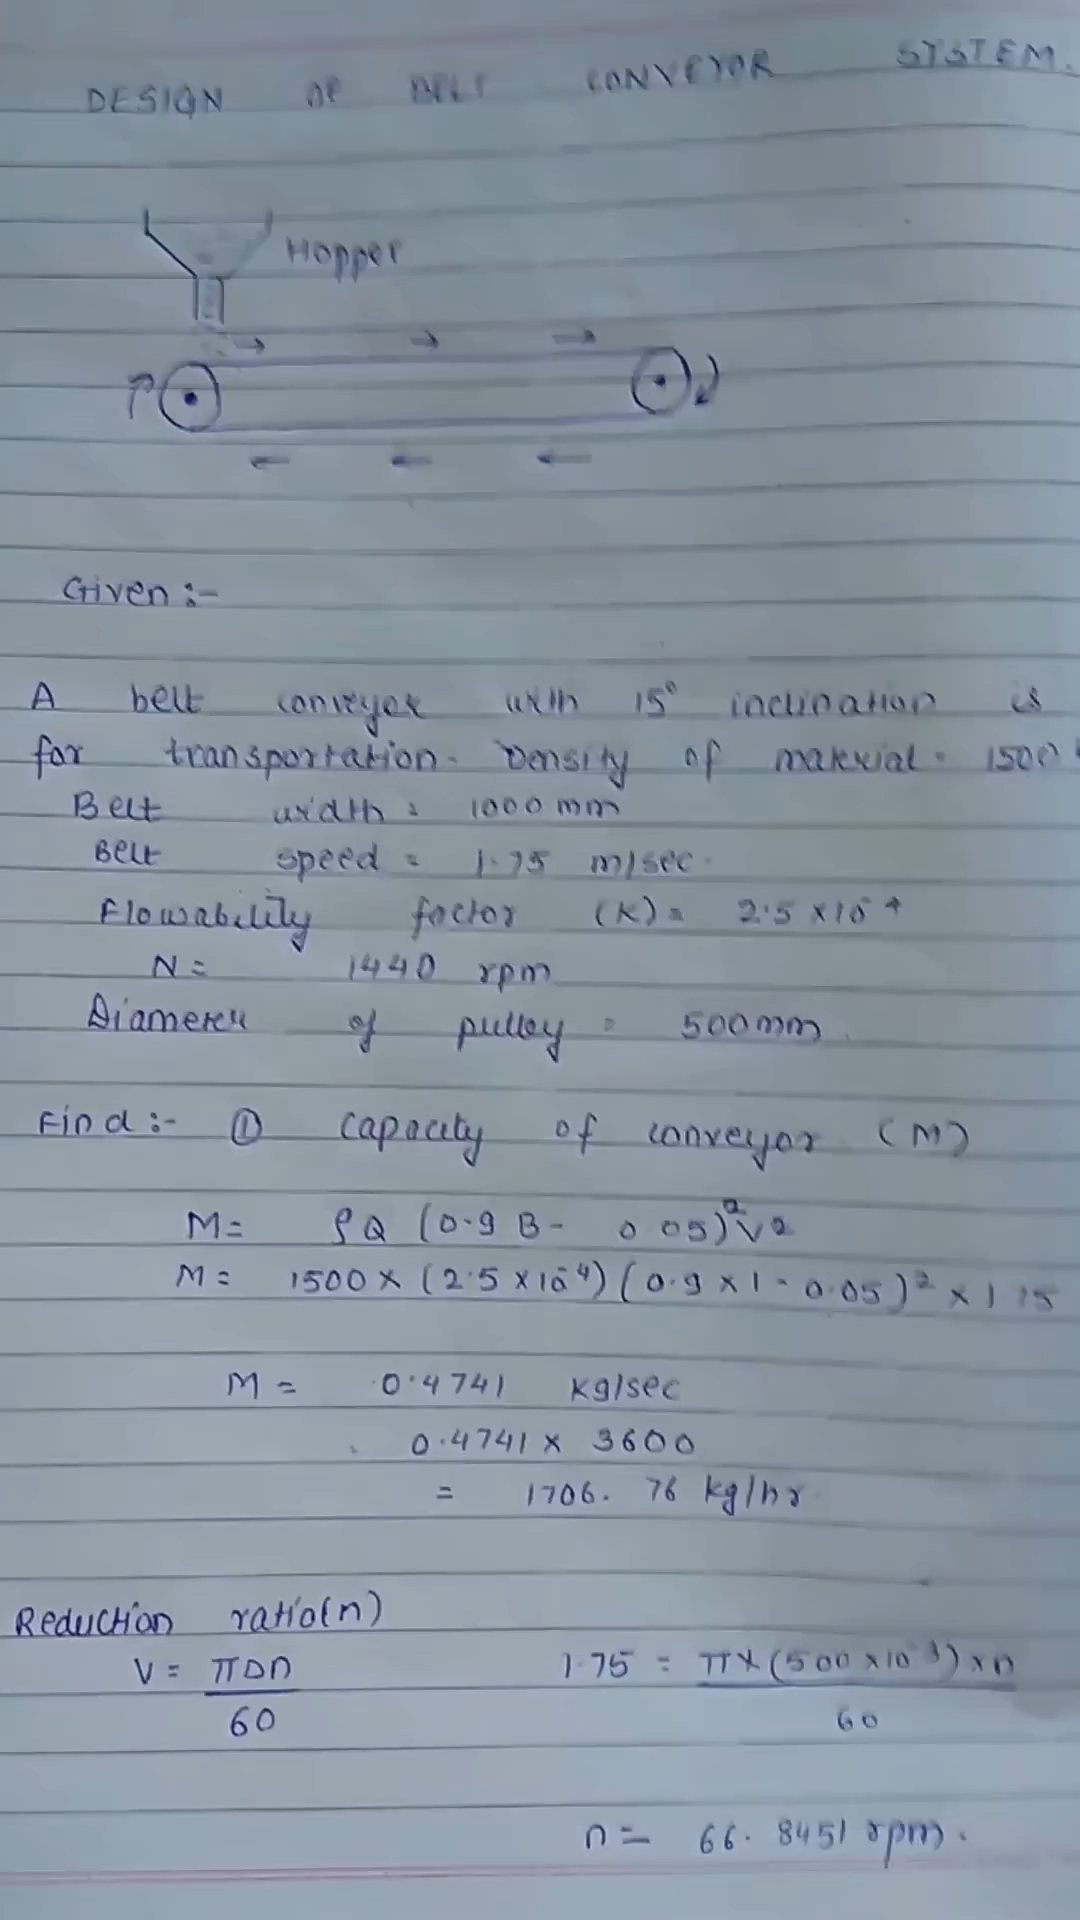 DESIGN OF BELT CONVEYOR SYSTEM.
Hopper
Given :-
A belt conveyor with 15° inclination is
for transportation. Density of material = 1500
Belt width = 1000 mm
Belt speed = 1.75 m/sec.
Flowability factor (K) = 2.5 x 10⁻⁴
N = 1440 rpm
Diameter of pulley = 500mm.
Find :- ① capacity of conveyor (M)
M = ρQ (0.9 B - 0.05)² V2
M = 1500 x (2.5 x 10⁻⁴) (0.9 x 1 - 0.05)² x 1.75
M = 0.4741 kg/sec
0.4741 x 3600
= 1706.76 kg/hr.
Reduction ratio(n)
V = πDn / 60 1.75 = π x (500 x 10⁻³) x n / 60
n = 66.8451 rpm.